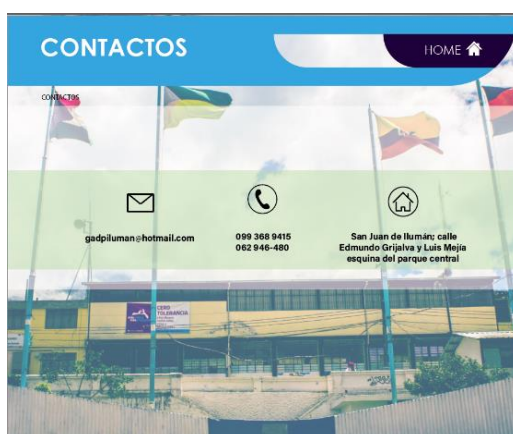 CONTACTOS
HOME
CONTACTOS
gadpiluman@hotmail.com
099 368 9415
062 946-480
San Juan de Ilumán; calle
Edmundo Grijalva y Luis Mejía
esquina del parque central
CERO
TOLERANCIA